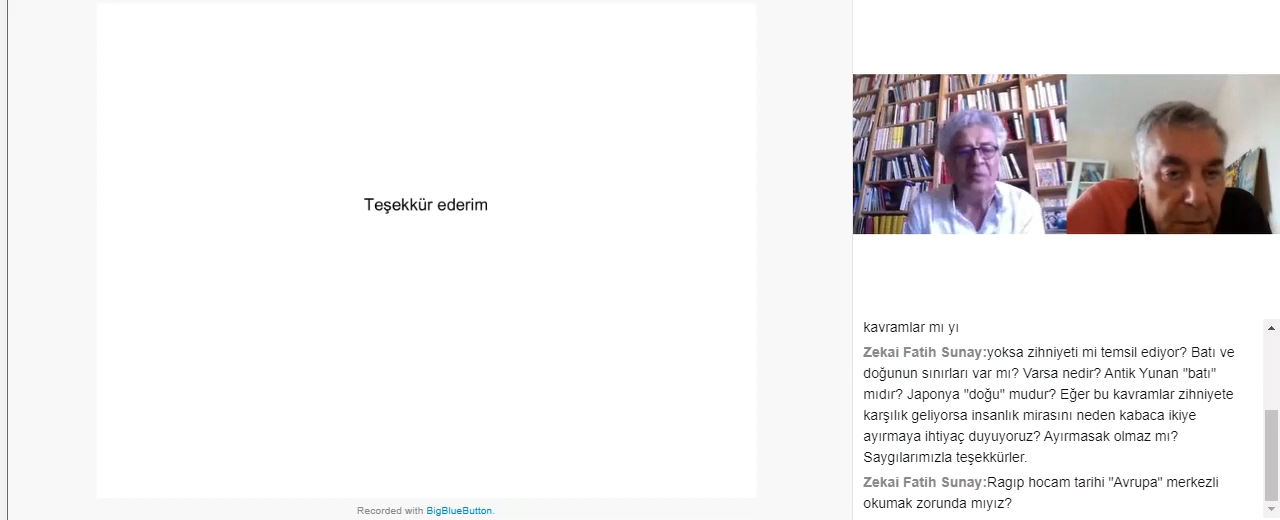 Teşekkür ederim
Recorded with BigBlueButton.
kavramlar mı yı
Zekai Fatih Sunay:yoksa zihniyeti mi temsil ediyor? Batı ve
doğunun sınırları var mı? Varsa nedir? Antik Yunan "batı"
mıdır? Japonya "doğu" mudur? Eğer bu kavramlar zihniyete
karşılık geliyorsa insanlık mirasını neden kabaca ikiye
ayırmaya ihtiyaç duyuyoruz? Ayırmasak olmaz mı?
Saygılarımızla teşekkürler.
Zekai Fatih Sunay:Ragıp hocam tarihi "Avrupa" merkezli
okumak zorunda mıyız?